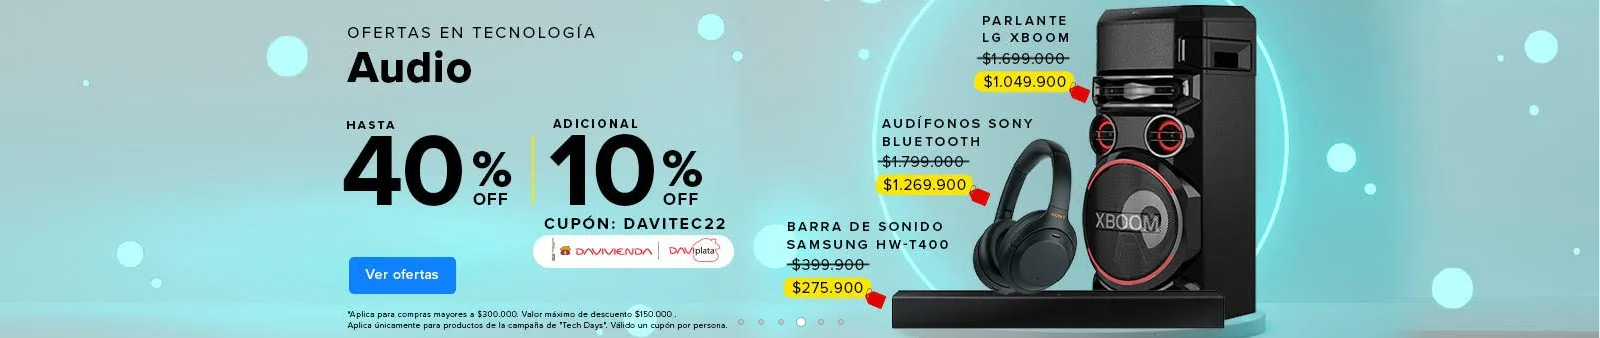 OFERTAS EN TECNOLOGÍA
Audio
HASTA
40%
OFF
ADICIONAL
10%
OFF
CUPÓN: DAVITEC22
DAVIVIENDA | DAVIplata
Ver ofertas
*Aplica para compras mayores a $300.000. Valor máximo de descuento $150.000 .
Aplica únicamente para productos de la campaña de "Tech Days". Válido un cupón por persona.
PARLANTE
LG XBOOM
$1.699.000
$1.049.900
AUDÍFONOS SONY
BLUETOOTH
$1.799.000
$1.269.900
BARRA DE SONIDO
SAMSUNG HW-T400
$399.900
$275.900
SONY
XBOOM